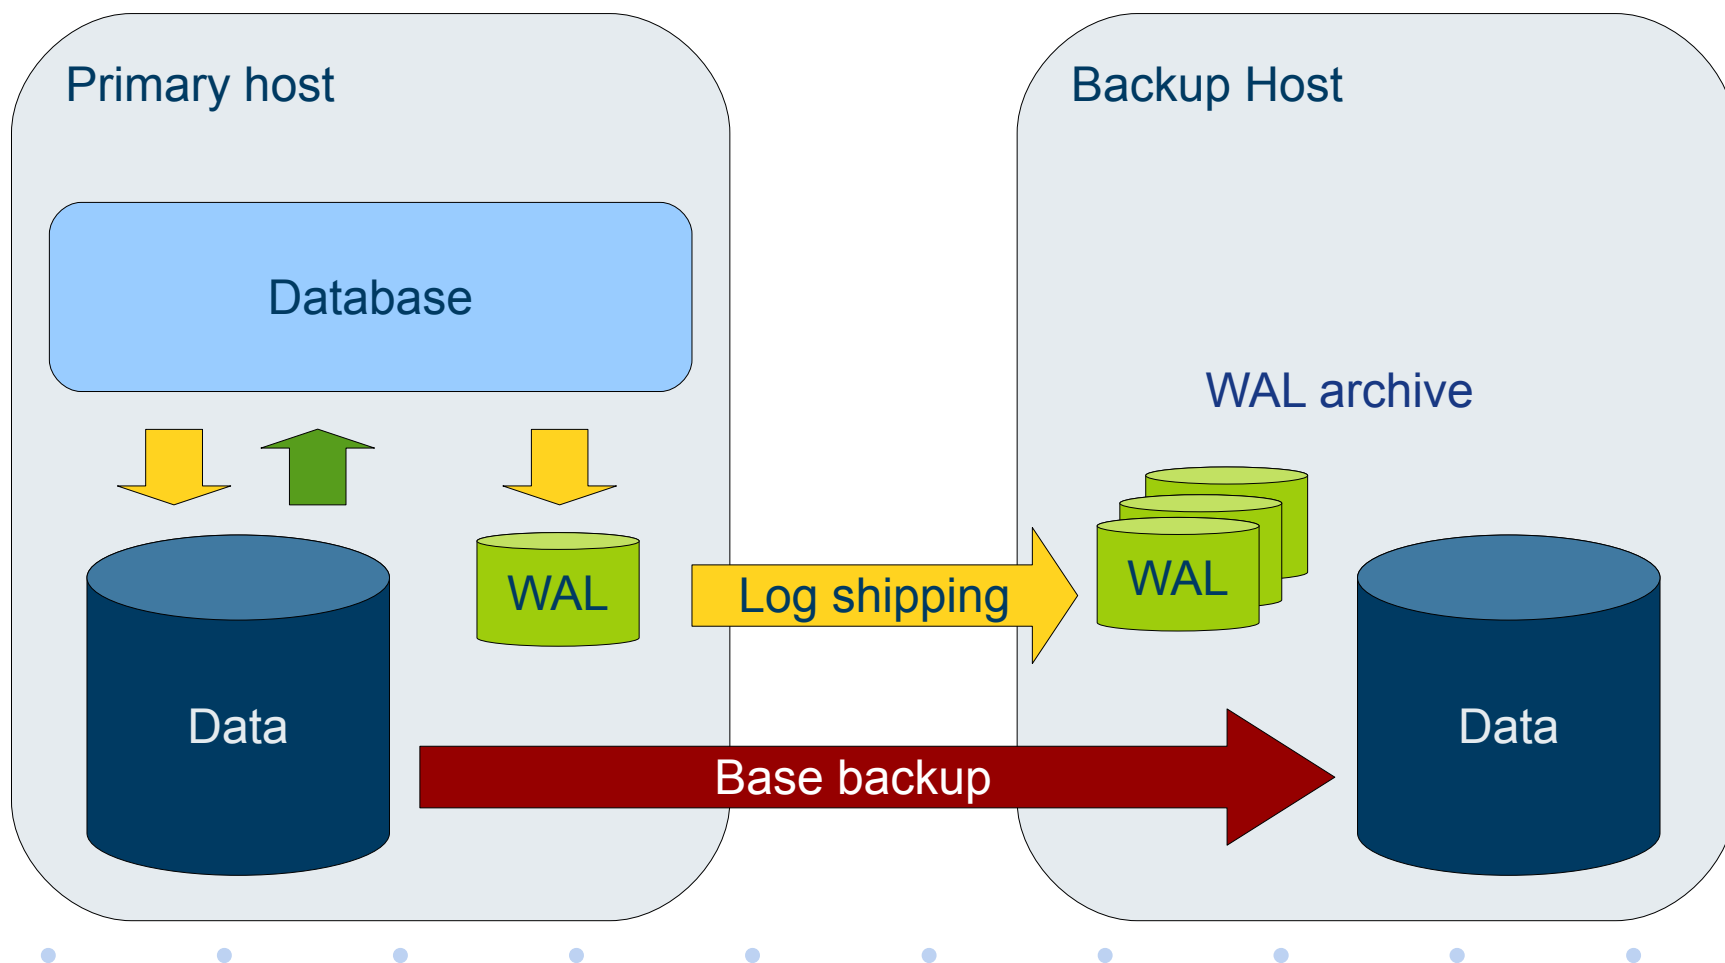 Primary host
Backup Host
Database
WAL archive
WAL
Log shipping
WAL
Data
Base backup
Data